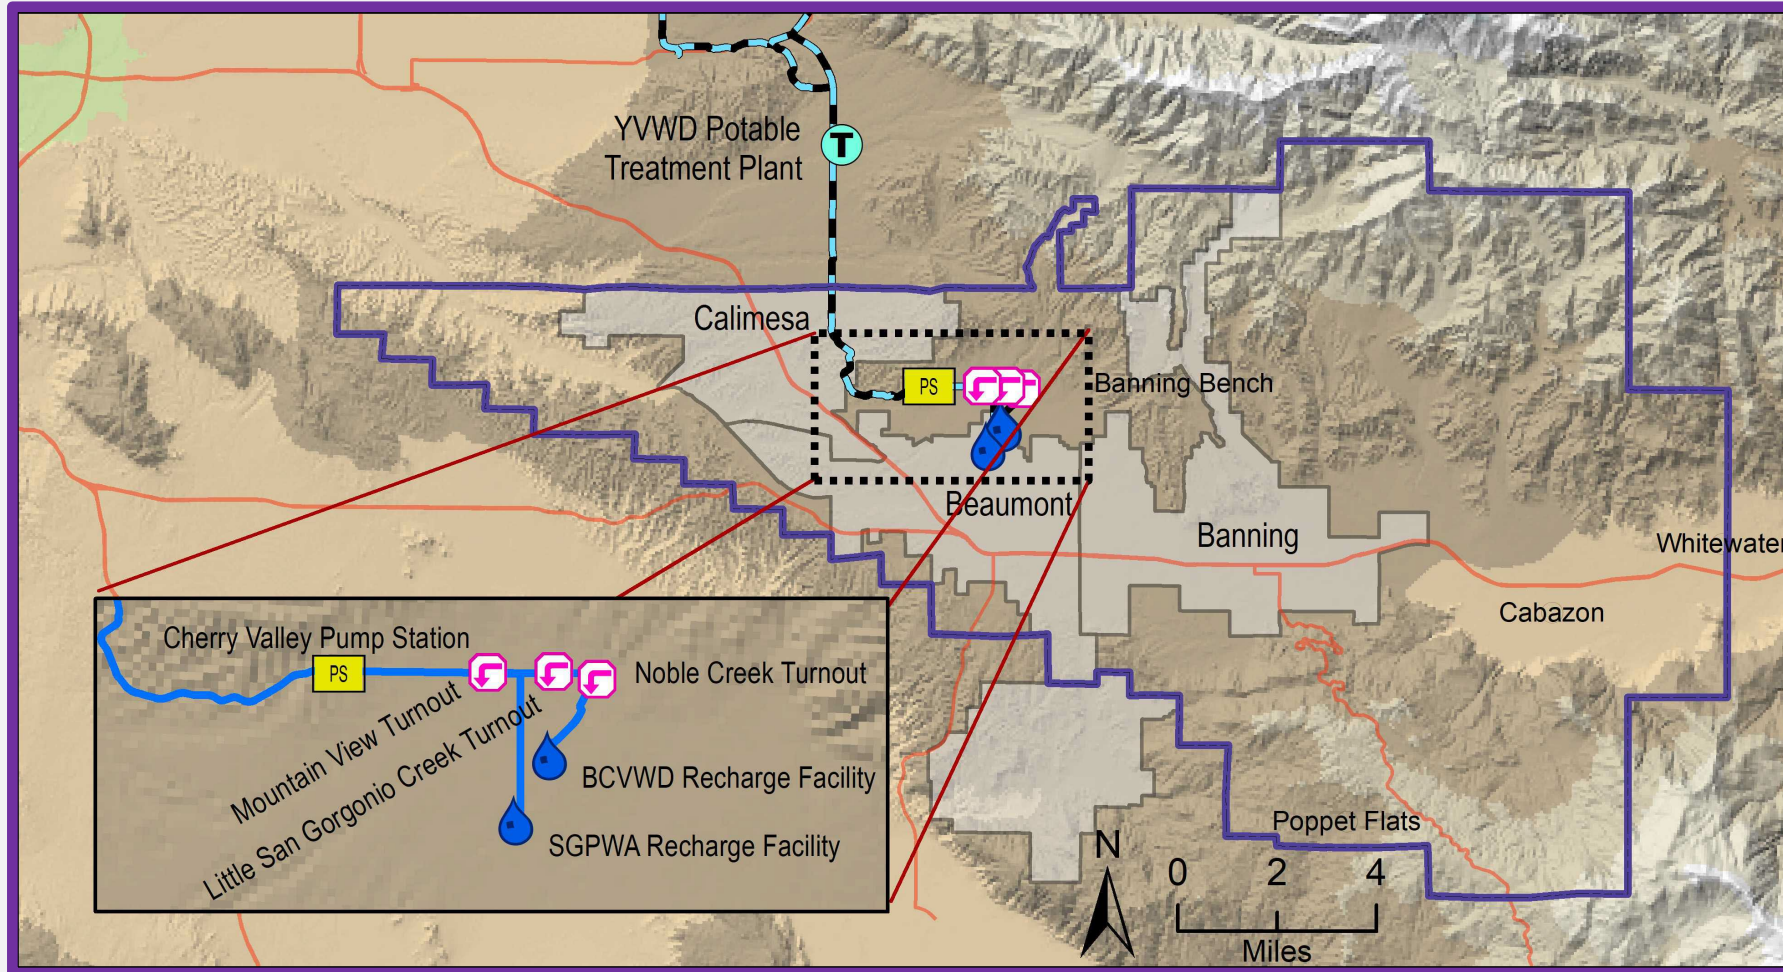 YVWD Potable
Treatment Plant
T
Calimesa
PS
Banning Bench
Beaumont
Banning
Whitewater
Cabazon
Cherry Valley Pump Station
PS
Noble Creek Turnout
Mountain View Turnout
Little San Gorgonio Creek Turnout
BCVWD Recharge Facility
SGPWA Recharge Facility
Poppet Flats
N
0 2 4
Miles